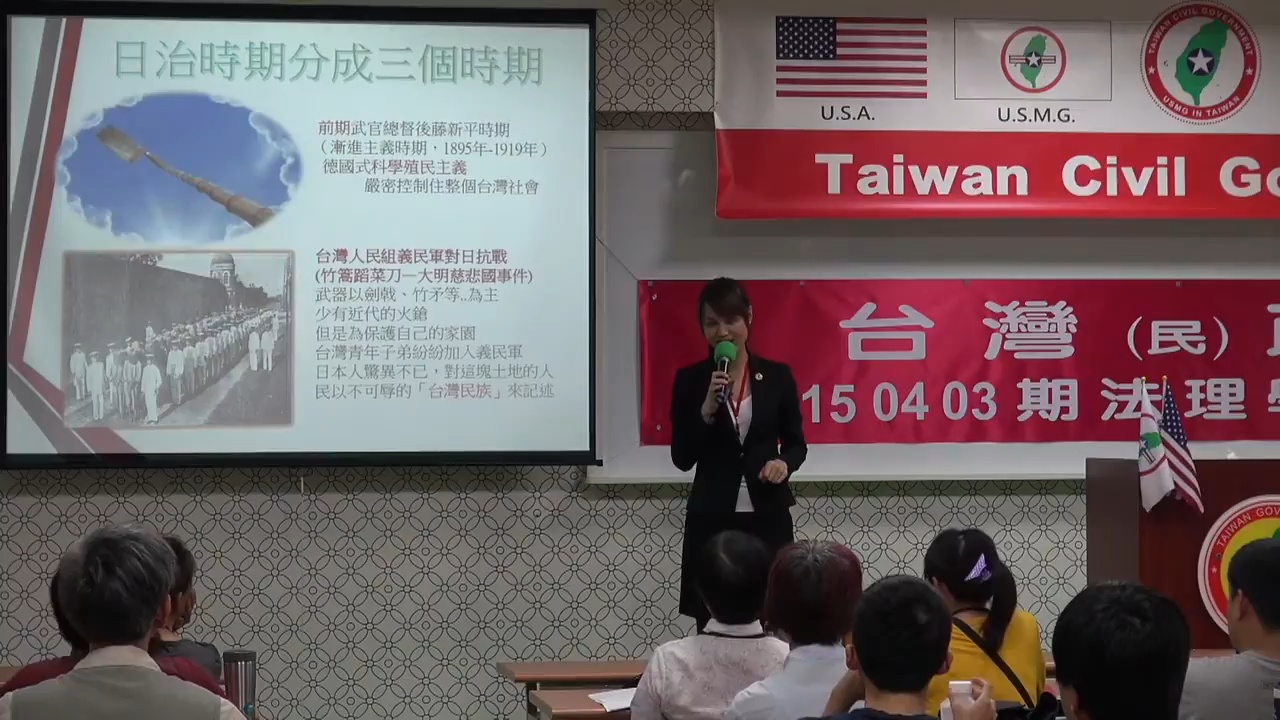 日治時期分成三個時期
前期武官總督後藤新平時期
（漸進主義時期，1895年-1919年）
德國式科學殖民主義
嚴密控制住整個台灣社會
台灣人民組義民軍對日抗戰
(竹篙蹈菜刀—大明慈悲國事件)
武器以劍戟、竹矛等..為主
少有近代的火鎗
但是為保護自己的家園
台灣青年子弟紛紛加入義民軍
日本人驚異不已，對這塊土地的人
民以不可辱的「台灣民族」來記述
U.S.A.
U.S.M.G.
TAIWAN CIVIL GOVERNMENT
USMG IN TAIWAN
Taiwan Civil Go
台灣（民）
15 04 03 期法理學
TAIWAN GOV